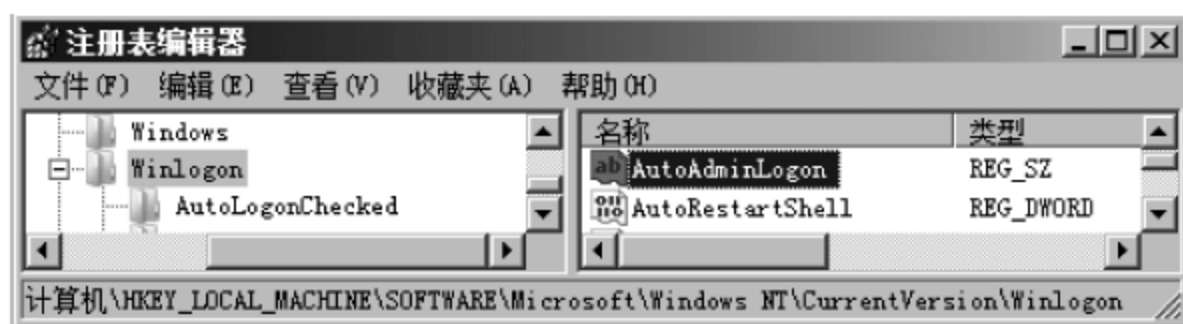 注册表编辑器
文件(F) 编辑(E) 查看(V) 收藏夹(A) 帮助(H)
Windows
Winlogon
AutoLogonChecked
名称 类型
AutoAdminLogon REG_SZ
AutoRestartShell REG_DWORD
计算机\HKEY_LOCAL_MACHINE\SOFTWARE\Microsoft\Windows NT\CurrentVersion\Winlogon